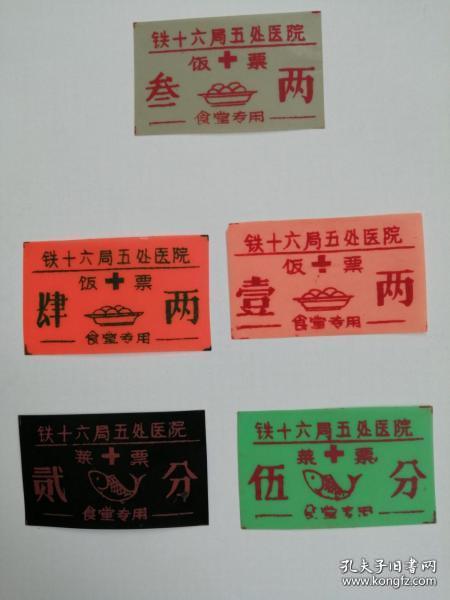 铁十六局五处医院
饭票
叁 两
食堂专用
铁十六局五处医院
饭票
肆 两
食堂专用
铁十六局五处医院
饭票
壹 两
食堂专用
铁十六局五处医院
菜票
贰 分
食堂专用
铁十六局五处医院
菜票
伍 分
食堂专用
孔夫子旧书网
www.kongfz.com